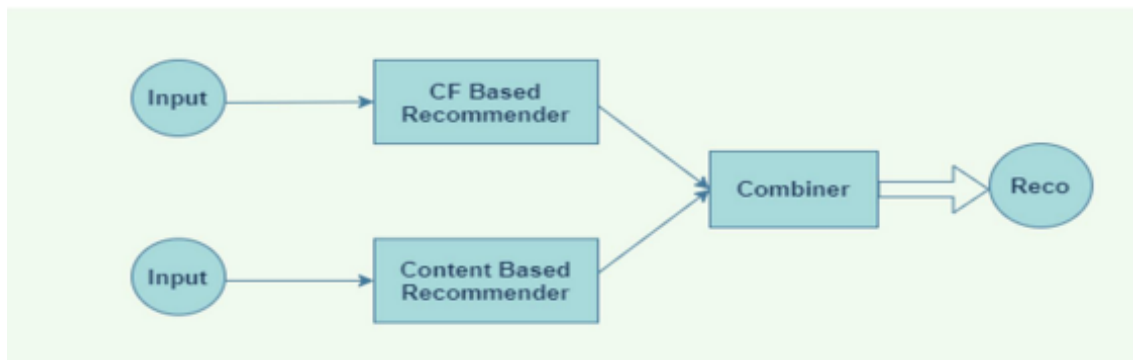 Input
CF Based
Recommender
Combiner
Reco
Input
Content Based
Recommender